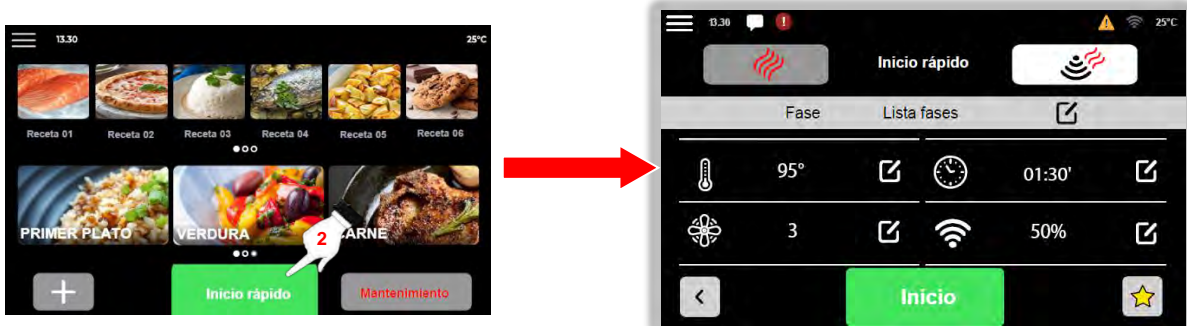 13.30
25°C
Receta 01 Receta 02 Receta 03 Receta 04 Receta 05 Receta 06
PRIMER PLATO VERDURA CARNE
2
Inicio rápido Mantenimiento
13.30 25°C
Inicio rápido
Fase Lista fases
95° 01:30'
3 50%
Inicio